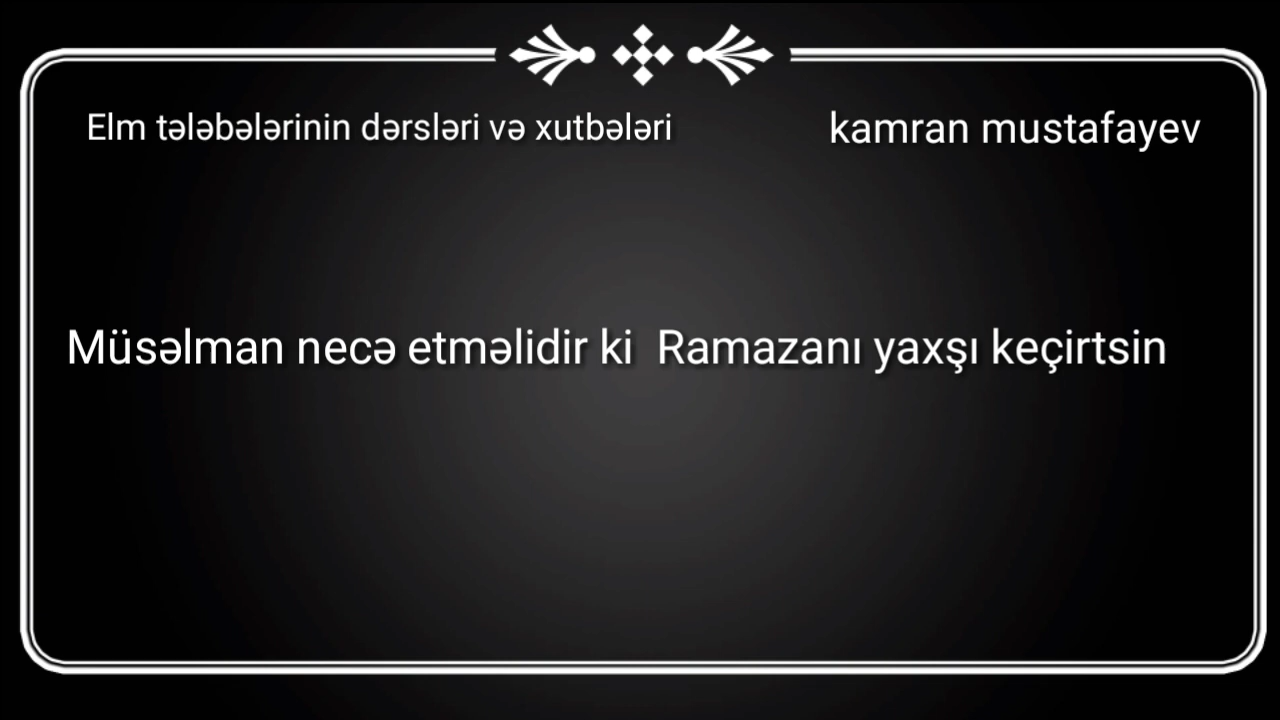 Elm tələbələrinin dərsləri və xutbələri
kamran mustafayev
Müsəlman necə etməlidir ki Ramazanı yaxşı keçirtsin